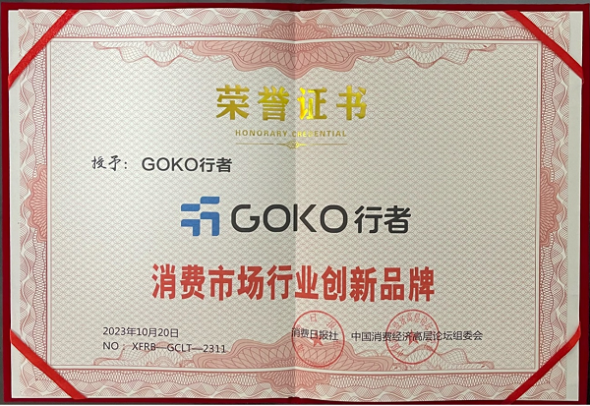 荣誉证书
HONORARY CREDENTIAL
授予：GOKO行者
GOKO行者
消费市场行业创新品牌
2023年10月20日
消费日报社 中国消费经济高层论坛组委会
NO：XFRB—GCLT—2311